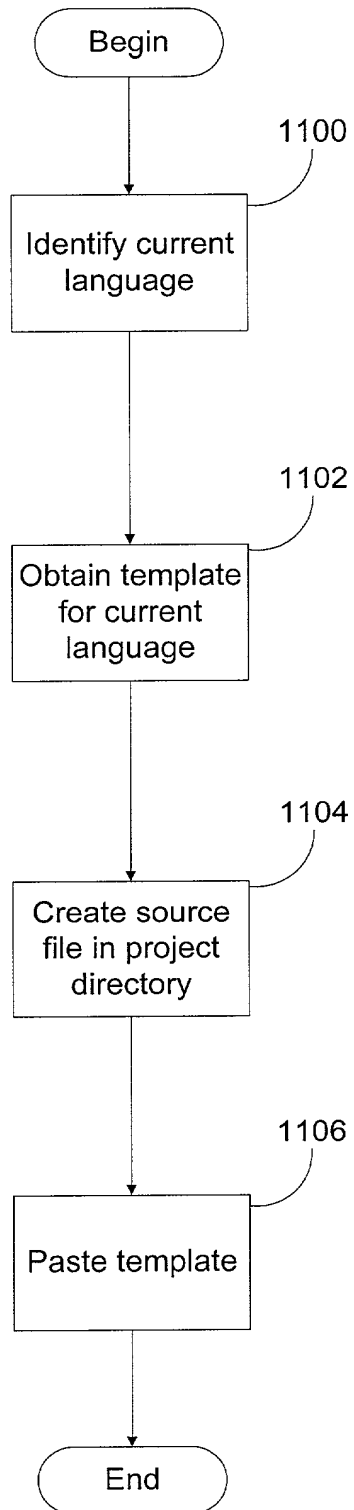 Begin
1100
Identify current
language
1102
Obtain template
for current
language
1104
Create source
file in project
directory
1106
Paste template
End